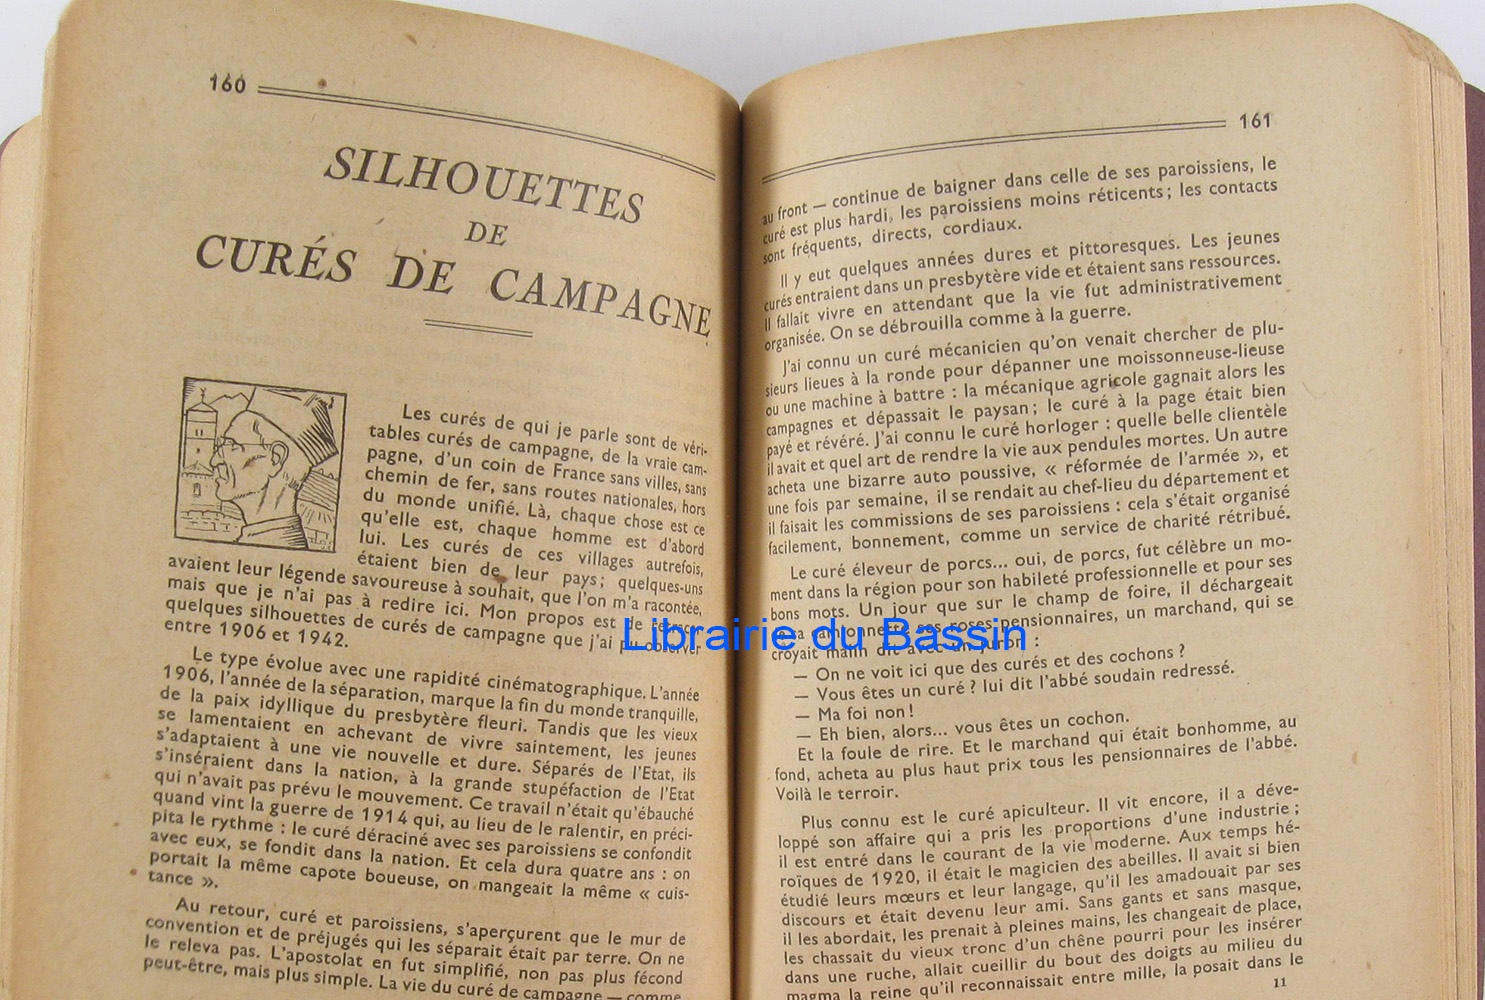 160
SILHOUETTES
DE
CURÉS DE CAMPAGNE
Les curés de qui je parle sont de véri-
tables curés de campagne, de la vraie cam-
pagne, d'un coin de France sans villes, sans
chemin de fer, sans routes nationales, hors
du monde unifié. Là, chaque chose est ce
qu'elle est, chaque homme est d'abord
lui. Les curés de ces villages autrefois,
étaient bien de leur pays; quelques-uns
avaient leur légende savoureuse à souhait, que l'on m'a racontée,
mais que je n'ai pas à redire ici. Mon propos est de retracer
quelques silhouettes de curés de campagne que j'ai pu observer
entre 1906 et 1942.
Le type évolue avec une rapidité cinématographique. L'année
1906, l'année de la séparation, marque la fin du monde tranquille,
de la paix idyllique du presbytère fleuri. Tandis que les vieux
se lamentaient en achevant de vivre saintement, les jeunes
s'adaptaient à une vie nouvelle et dure. Séparés de l'Etat, ils
s'inséraient dans la nation, à la grande stupéfaction de l'Etat
qui n'avait pas prévu le mouvement. Ce travail n'était qu'ébauché
quand vint la guerre de 1914 qui, au lieu de le ralentir, en préci-
pita le rythme : le curé déraciné avec ses paroissiens se confondit
avec eux, se fondit dans la nation. Et cela dura quatre ans : on
portait la même capote boueuse, on mangeait la même « cuis-
tance ».
Au retour, curé et paroissiens, s'aperçurent que le mur de
convention et de préjugés qui les séparait était par terre. On ne
le releva pas. L'apostolat en fut simplifié, non pas plus fécond
peut-être, mais plus simple. La vie du curé de campagne — comme
161
au front — continue de baigner dans celle de ses paroissiens, le
curé est plus hardi, les paroissiens moins réticents; les contacts
sont fréquents, directs, cordiaux.
Il y eut quelques années dures et pittoresques. Les jeunes
curés entraient dans un presbytère vide et étaient sans ressources.
Il fallait vivre en attendant que la vie fut administrativement
organisée. On se débrouilla comme à la guerre.
J'ai connu un curé mécanicien qu'on venait chercher de plu-
sieurs lieues à la ronde pour dépanner une moissonneuse-lieuse
ou une machine à battre : la mécanique agricole gagnait alors les
campagnes et dépassait le paysan; le curé à la page était bien
payé et révéré. J'ai connu le curé horloger : quelle belle clientèle
il avait et quel art de rendre la vie aux pendules mortes. Un autre
acheta une bizarre auto poussive, « réformée de l'armée », et
une fois par semaine, il se rendait au chef-lieu du département et
il faisait les commissions de ses paroissiens : cela s'était organisé
facilement, bonnement, comme un service de charité rétribué.
Le curé éleveur de porcs... oui, de porcs, fut célèbre un mo-
ment dans la région pour son habileté professionnelle et pour ses
bons mots. Un jour que sur le champ de foire, il déchargeait
de sa camionnette ses roses pensionnaires, un marchand, qui se
croyait malin dit avec un juron :
— On ne voit ici que des curés et des cochons ?
— Vous êtes un curé ? lui dit l'abbé soudain redressé.
— Ma foi non !
— Eh bien, alors... vous êtes un cochon.
Et la foule de rire. Et le marchand qui était bonhomme, au
fond, acheta au plus haut prix tous les pensionnaires de l'abbé.
Voilà le terroir.
Plus connu est le curé apiculteur. Il vit encore, il a déve-
loppé son affaire qui a pris les proportions d'une industrie;
il est entré dans le courant de la vie moderne. Aux temps hé-
roïques de 1920, il était le magicien des abeilles. Il avait si bien
étudié leurs mœurs et leur langage, qu'il les amadouait par ses
discours et était devenu leur ami. Sans gants et sans masque,
il les abordait, les prenait à pleines mains, les changeait de place,
les chassait du vieux tronc d'un chêne pourri pour les insérer
dans une ruche, allait cueillir du bout des doigts au milieu du
magma la reine qu'il reconnaissait entre mille, la posait dans le
11
Librairie du Bassin